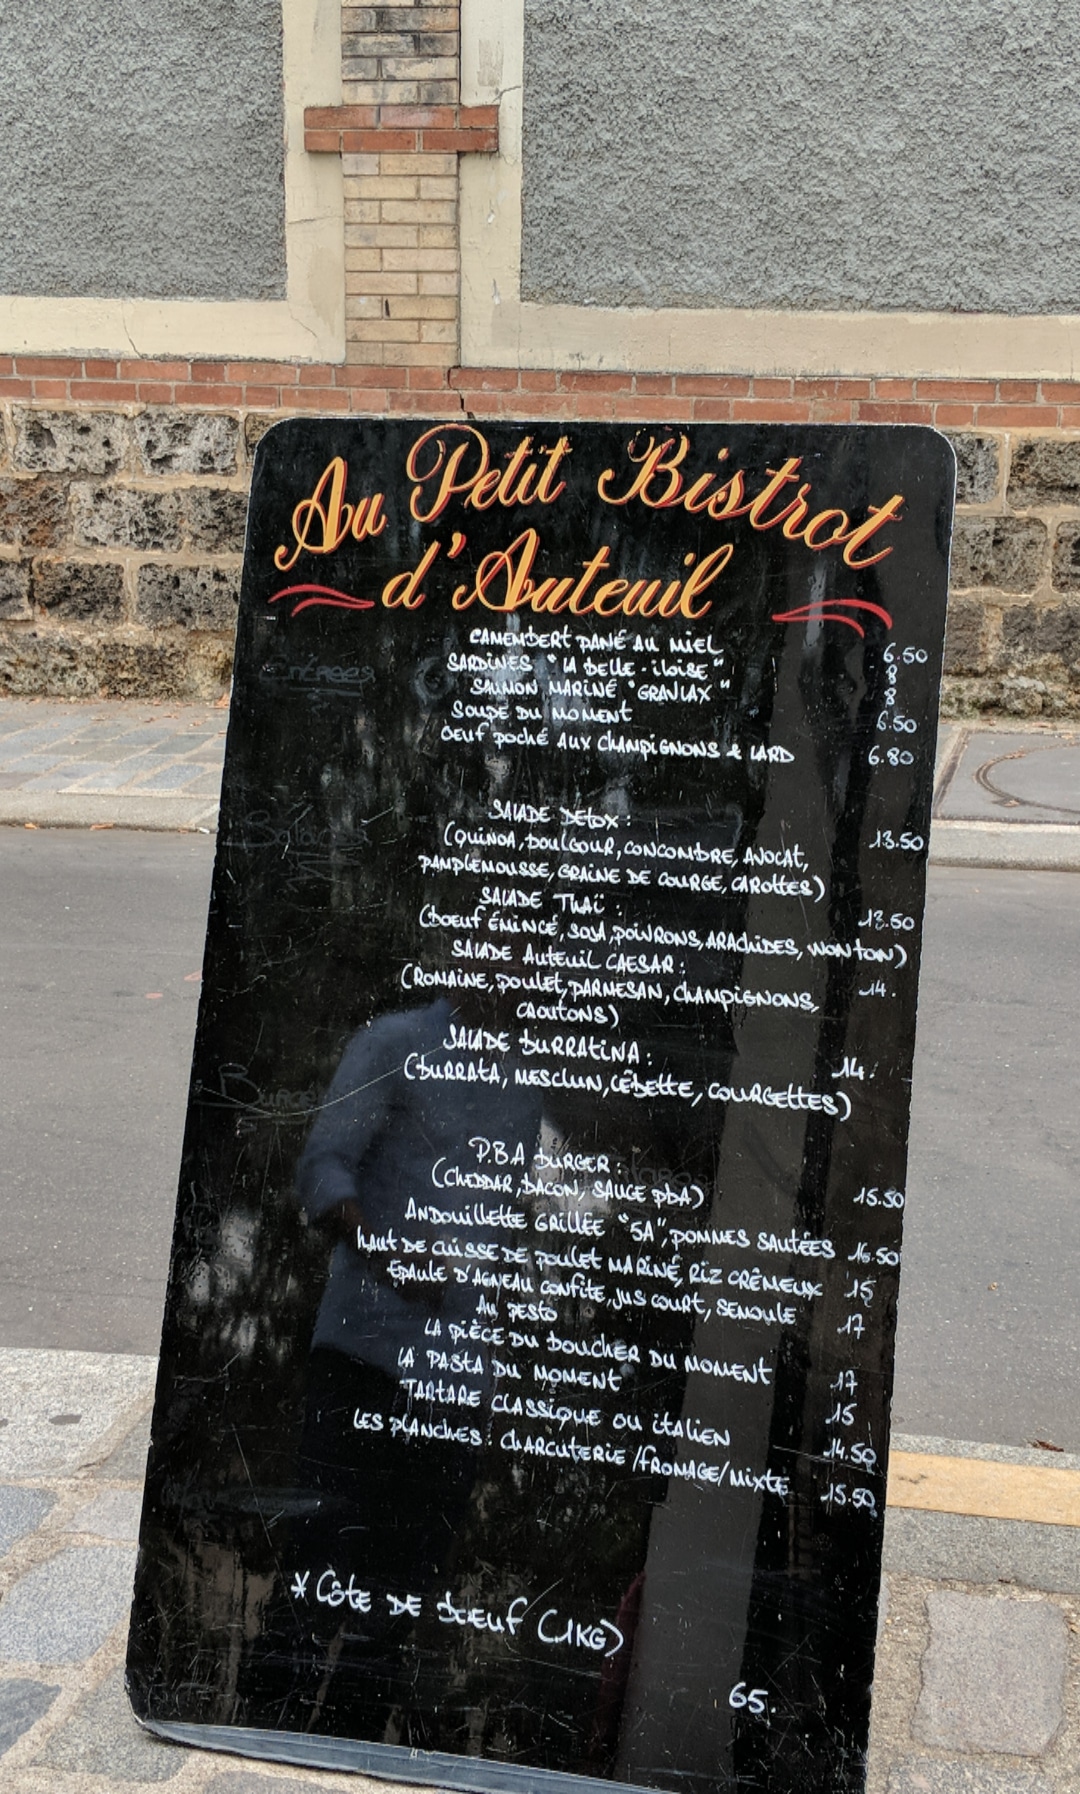 Au Petit Bistrot
d'Auteuil
CAMEMBERT PANÉ AU MIEL 6.50
Entrées
SARDINES "LA BELLE-ILOISE" 8
SAUMON MARINÉ "GRAVLAX" 8
SOUPE DU MOMENT 6.50
OEUF POCHÉ AUX CHAMPIGNONS & LARD 6.80
Salades
SALADE DETOX : 13.50
(QUINOA, BOULGOUR, CONCOMBRE, AVOCAT,
PAMPLEMOUSSE, GRAINE DE COURGE, CAROTTES)
SALADE THAÏ : 13.50
(BOEUF ÉMINCÉ, SOJA, POIVRONS, ARACHIDES, WONTON)
SALADE AUTEUIL CAESAR : 14.
(ROMAINE, POULET, PARMESAN, CHAMPIGNONS,
CROUTONS)
SALADE BURRATINA : 14.
(BURRATA, MESCLUN, CÉBETTE, COURGETTES)
P.B.A BURGER :
(CHEDDAR, BACON, SAUCE PBA) 15.50
ANDOUILLETTE GRILLÉE "5A", POMMES SAUTÉES 16.50
HAUT DE CUISSE DE POULET MARINÉ, RIZ CRÊMEUX 15
EPAULE D'AGNEAU CONFITE, JUS COURT, SEMOULE 17
AU PESTO
LA PIÈCE DU BOUCHER DU MOMENT 17
LA PASTA DU MOMENT 15
TARTARE CLASSIQUE OU ITALIEN 14.50
LES PLANCHES : CHARCUTERIE/FROMAGE/MIXTE 15.50
* CÔTE DE BOEUF (1KG)
65.